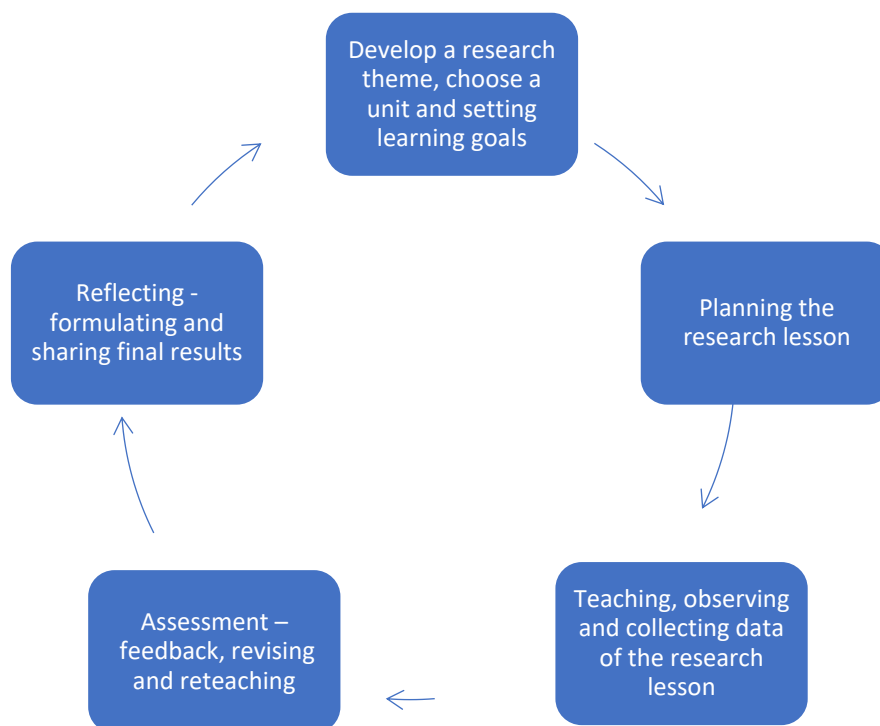 Develop a research
theme, choose a
unit and setting
learning goals
Planning the
research lesson
Teaching, observing
and collecting data
of the research
lesson
Assessment –
feedback, revising
and reteaching
Reflecting -
formulating and
sharing final results